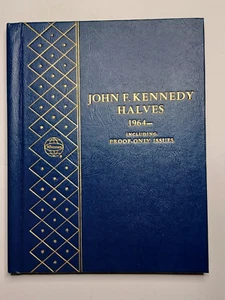 JOHN F. KENNEDY
HALVES
1964—
INCLUDING
PROOF-ONLY ISSUES